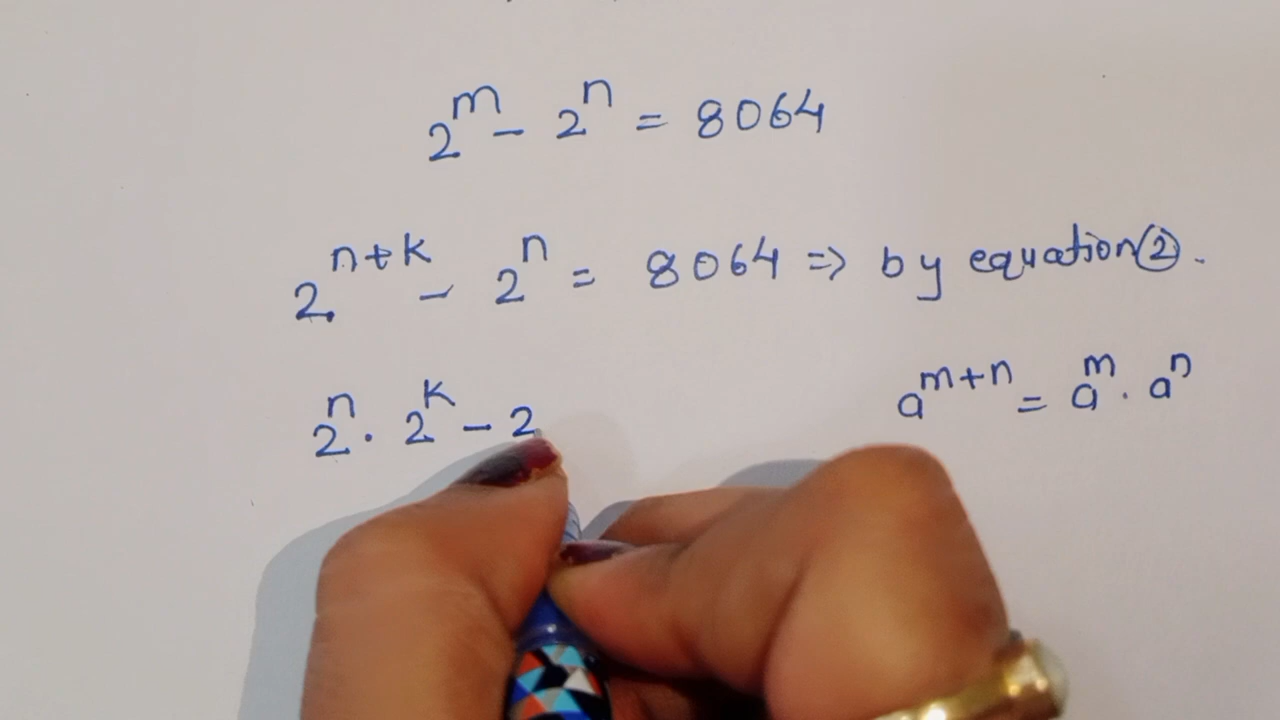 2^m - 2^n = 8064
2^n+k - 2^n = 8064 => by equation ②.
2^n . 2^k - 2
a^m+n = a^m . a^n